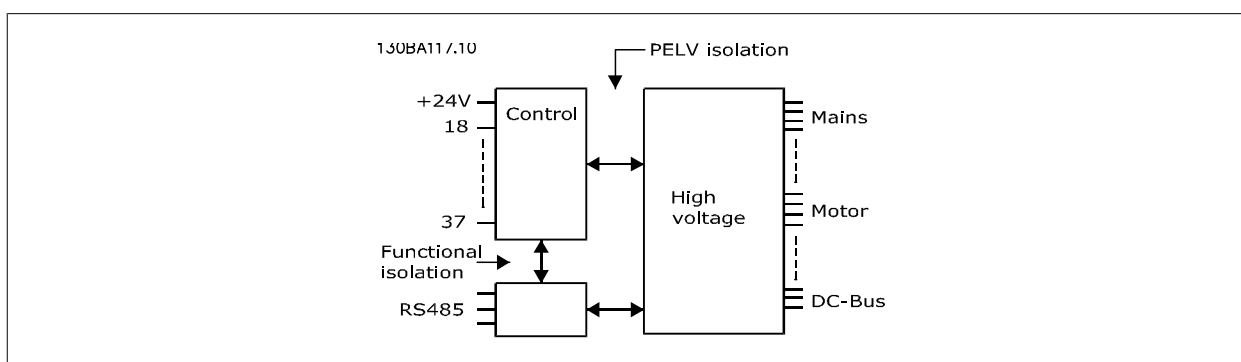 130BA117.10
PELV isolation
+24V
Control
18
Mains
High
voltage
37
Motor
Functional
isolation
RS485
DC-Bus